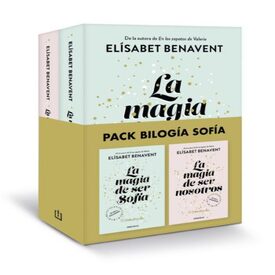 De la autora de En los zapatos de Valeria
ELÍSABET BENAVENT
La
magia
PACK BILOGÍA SOFÍA
ELÍSABET BENAVENT
La
magia
de ser
Sofía
ELÍSABET BENAVENT
La
magia
de ser
nosotros
ELÍSABET BENAVENT
ELÍSABET BENAVENT